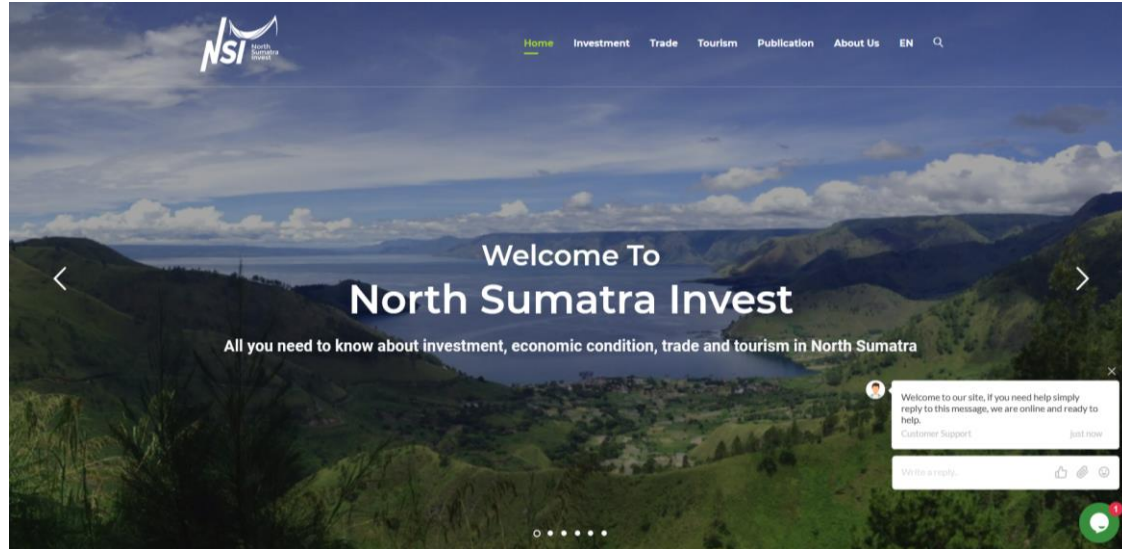 NSI
North
Sumatra
Invest
Home Investment Trade Tourism Publication About Us EN
Welcome To
North Sumatra Invest
All you need to know about investment, economic condition, trade and tourism in North Sumatra
Welcome to our site, if you need help simply
reply to this message, we are online and ready to
help.
Customer Support just now
Write a reply..
1